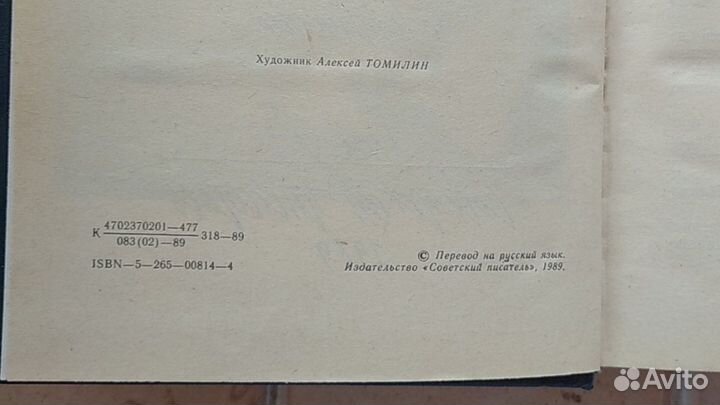 Художник Алексей ТОМИЛИН
К 4702370201—477 318—89
083(02)—89
ISBN—5—265—00814—4
© Перевод на русский язык.
Издательство «Советский писатель», 1989.
Avito